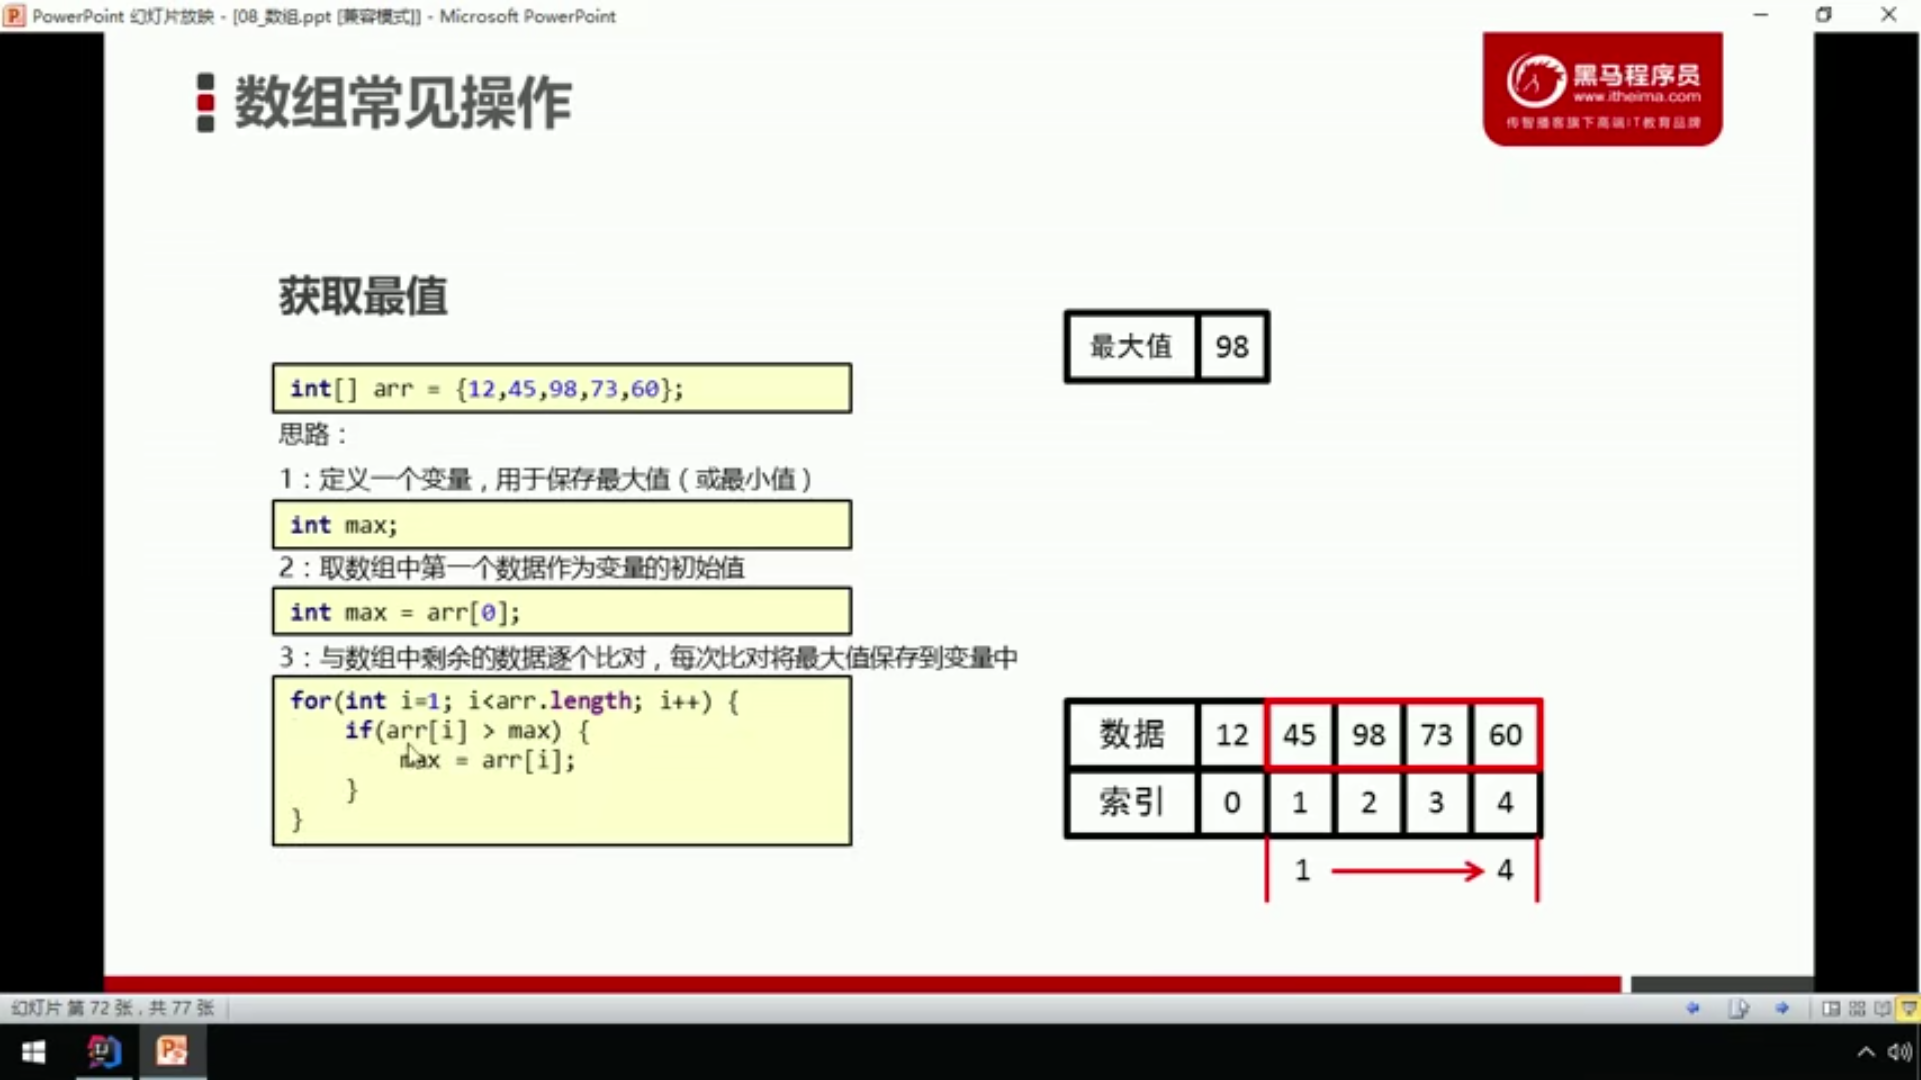 PowerPoint 幻灯片放映 - [08_数组.ppt [兼容模式]] - Microsoft PowerPoint
数组常见操作
黑马程序员
www.itheima.com
传智播客旗下高端IT教育品牌
获取最值
最大值 98
int[] arr = {12,45,98,73,60};
思路：
1：定义一个变量，用于保存最大值（或最小值）
int max;
2：取数组中第一个数据作为变量的初始值
int max = arr[0];
3：与数组中剩余的数据逐个比对，每次比对将最大值保存到变量中
for(int i=1; i<arr.length; i++) {
if(arr[i] > max) {
max = arr[i];
}
}
数据 12 45 98 73 60
索引 0 1 2 3 4
1 4
幻灯片 第 72 张，共 77 张